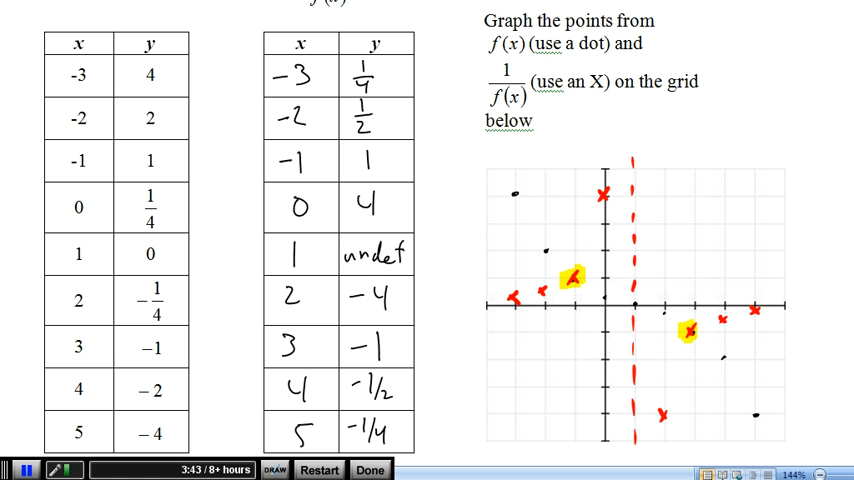 f(x)
Graph the points from
f(x) (use a dot) and
1/f(x) (use an X) on the grid
below
x y
-3 4
-2 2
-1 1
0 1/4
1 0
2 -1/4
3 -1
4 -2
5 -4
x y
-3 1/4
-2 1/2
-1 1
0 4
1 undef
2 -4
3 -1
4 -1/2
5 -1/4
3:43 / 8+ hours DRAW Restart Done
144%